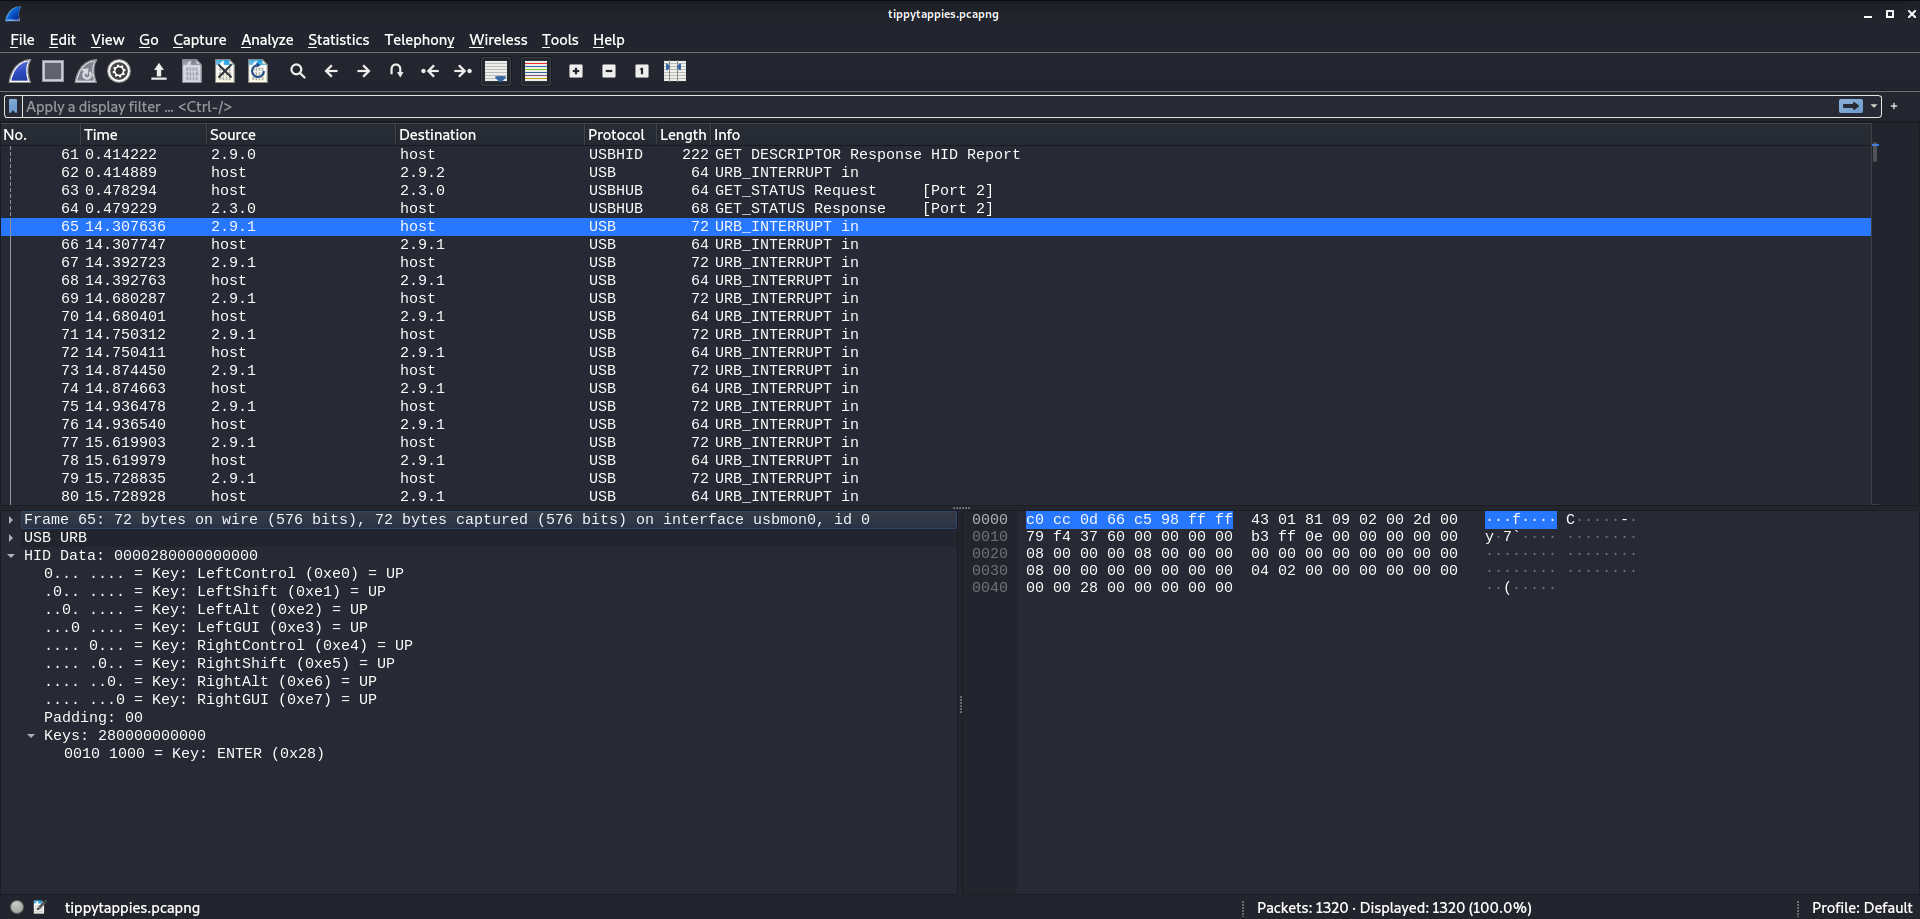 tippytappies.pcapng
File Edit View Go Capture Analyze Statistics Telephony Wireless Tools Help
Apply a display filter ... <Ctrl-/>
No. Time Source Destination Protocol Length Info
61 0.414222 2.9.0 host USBHID 222 GET DESCRIPTOR Response HID Report
62 0.414889 host 2.9.2 USB 64 URB_INTERRUPT in
63 0.478294 host 2.3.0 USBHUB 64 GET_STATUS Request [Port 2]
64 0.479229 2.3.0 host USBHUB 68 GET_STATUS Response [Port 2]
65 14.307636 2.9.1 host USB 72 URB_INTERRUPT in
66 14.307747 host 2.9.1 USB 64 URB_INTERRUPT in
67 14.392723 2.9.1 host USB 72 URB_INTERRUPT in
68 14.392763 host 2.9.1 USB 64 URB_INTERRUPT in
69 14.680287 2.9.1 host USB 72 URB_INTERRUPT in
70 14.680401 host 2.9.1 USB 64 URB_INTERRUPT in
71 14.750312 2.9.1 host USB 72 URB_INTERRUPT in
72 14.750411 host 2.9.1 USB 64 URB_INTERRUPT in
73 14.874450 2.9.1 host USB 72 URB_INTERRUPT in
74 14.874663 host 2.9.1 USB 64 URB_INTERRUPT in
75 14.936478 2.9.1 host USB 72 URB_INTERRUPT in
76 14.936540 host 2.9.1 USB 64 URB_INTERRUPT in
77 15.619903 2.9.1 host USB 72 URB_INTERRUPT in
78 15.619979 host 2.9.1 USB 64 URB_INTERRUPT in
79 15.728835 2.9.1 host USB 72 URB_INTERRUPT in
80 15.728928 host 2.9.1 USB 64 URB_INTERRUPT in
Frame 65: 72 bytes on wire (576 bits), 72 bytes captured (576 bits) on interface usbmon0, id 0
USB URB
HID Data: 0000280000000000
0... .... = Key: LeftControl (0xe0) = UP
.0.. .... = Key: LeftShift (0xe1) = UP
..0. .... = Key: LeftAlt (0xe2) = UP
...0 .... = Key: LeftGUI (0xe3) = UP
.... 0... = Key: RightControl (0xe4) = UP
.... .0.. = Key: RightShift (0xe5) = UP
.... ..0. = Key: RightAlt (0xe6) = UP
.... ...0 = Key: RightGUI (0xe7) = UP
Padding: 00
Keys: 280000000000
0010 1000 = Key: ENTER (0x28)
0000 c0 cc 0d 66 c5 98 ff ff 43 01 81 09 02 00 2d 00 ···f···· C·····-·
0010 79 f4 37 60 00 00 00 00 b3 ff 0e 00 00 00 00 00 y·7`···· ········
0020 08 00 00 00 08 00 00 00 00 00 00 00 00 00 00 00 ········ ········
0030 08 00 00 00 00 00 00 00 04 02 00 00 00 00 00 00 ········ ········
0040 00 00 28 00 00 00 00 00 ··(·····
tippytappies.pcapng
Packets: 1320 · Displayed: 1320 (100.0%)
Profile: Default